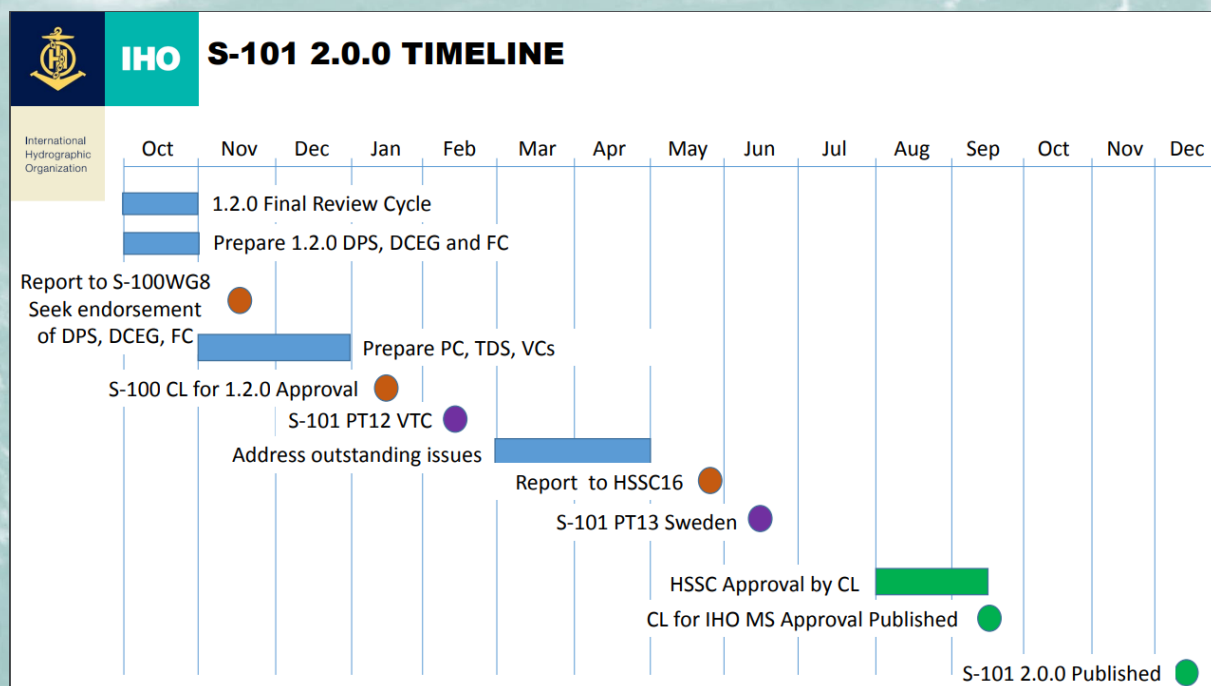 IHO
S-101 2.0.0 TIMELINE
International
Hydrographic
Organization
Oct Nov Dec Jan Feb Mar Apr May Jun Jul Aug Sep Oct Nov Dec
1.2.0 Final Review Cycle
Prepare 1.2.0 DPS, DCEG and FC
Report to S-100WG8
Seek endorsement
of DPS, DCEG, FC
Prepare PC, TDS, VCs
S-100 CL for 1.2.0 Approval
S-101 PT12 VTC
Address outstanding issues
Report to HSSC16
S-101 PT13 Sweden
HSSC Approval by CL
CL for IHO MS Approval Published
S-101 2.0.0 Published